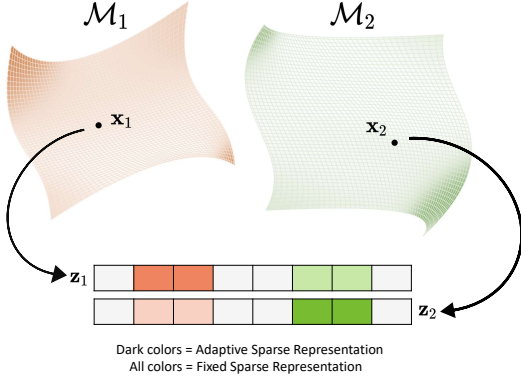 ℳ₁
ℳ₂
x₁
x₂
z₁
z₂
Dark colors = Adaptive Sparse Representation
All colors = Fixed Sparse Representation